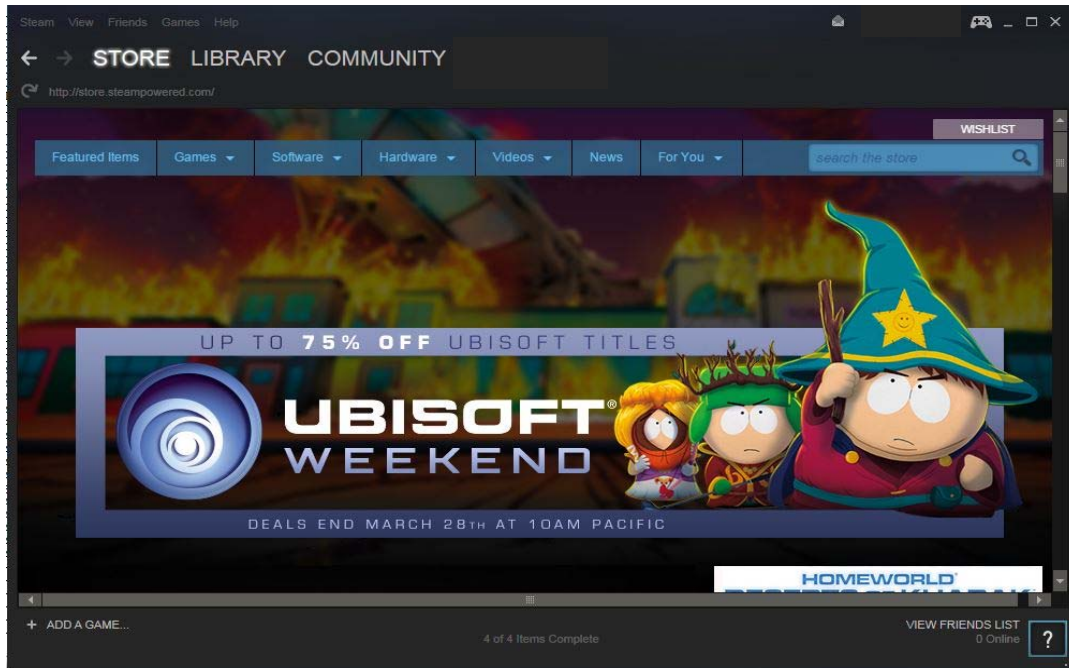 Steam View Friends Games Help
STORE LIBRARY COMMUNITY
http://store.steampowered.com/
WISHLIST
Featured Items Games Software Hardware Videos News For You search the store
UP TO 75% OFF UBISOFT TITLES
UBISOFT®
WEEKEND
DEALS END MARCH 28TH AT 10AM PACIFIC
HOMEWORLD
+ ADD A GAME...
VIEW FRIENDS LIST
4 of 4 Items Complete
0 Online
?